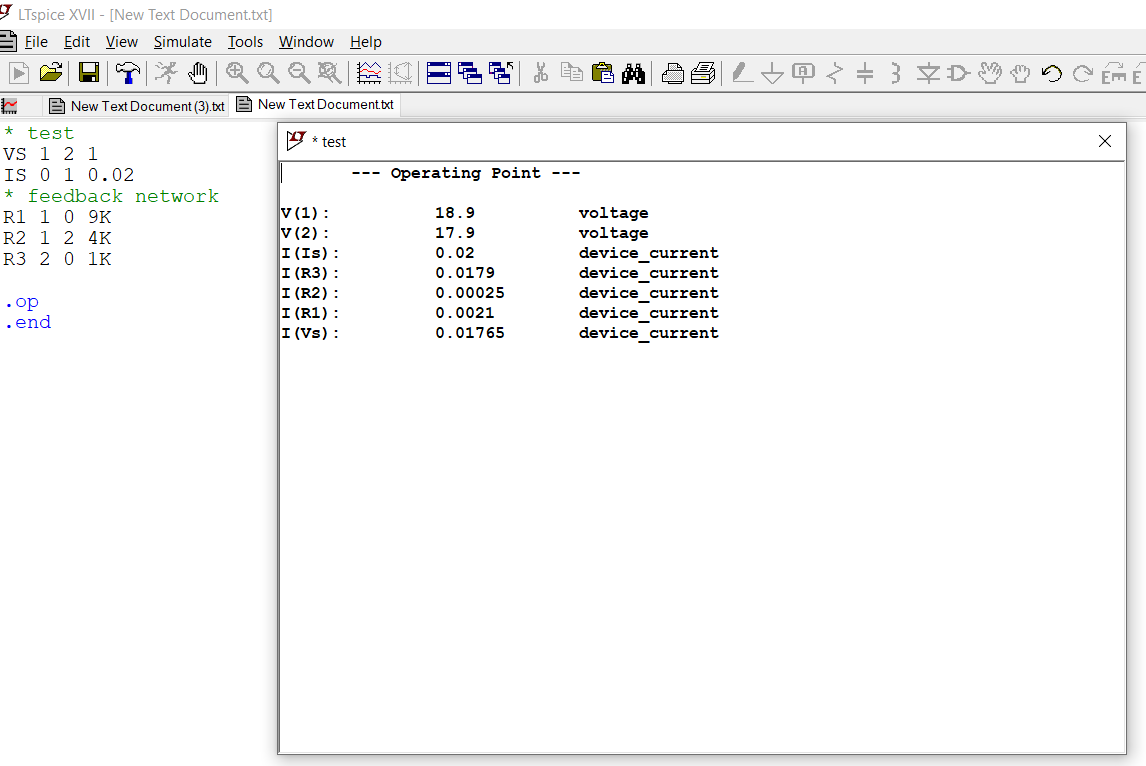 LTspice XVII - [New Text Document.txt]
File Edit View Simulate Tools Window Help
New Text Document (3).txt New Text Document.txt
* test
VS 1 2 1
IS 0 1 0.02
* feedback network
R1 1 0 9K
R2 1 2 4K
R3 2 0 1K
.op
.end
* test
--- Operating Point ---
V(1): 18.9 voltage
V(2): 17.9 voltage
I(Is): 0.02 device_current
I(R3): 0.0179 device_current
I(R2): 0.00025 device_current
I(R1): 0.0021 device_current
I(Vs): 0.01765 device_current